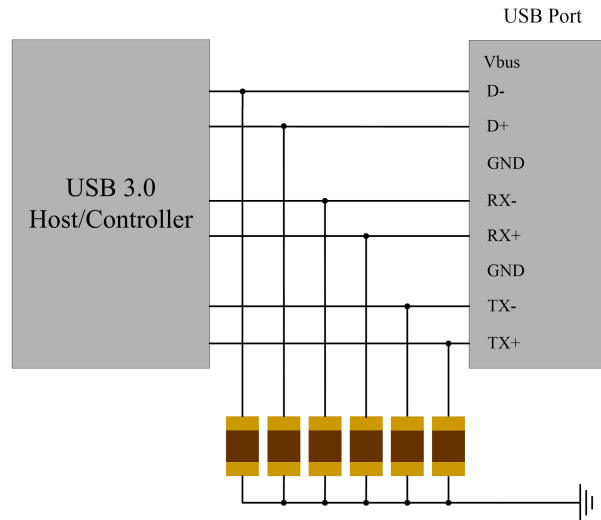 USB Port
USB 3.0
Host/Controller
Vbus
D-
D+
GND
RX-
RX+
GND
TX-
TX+